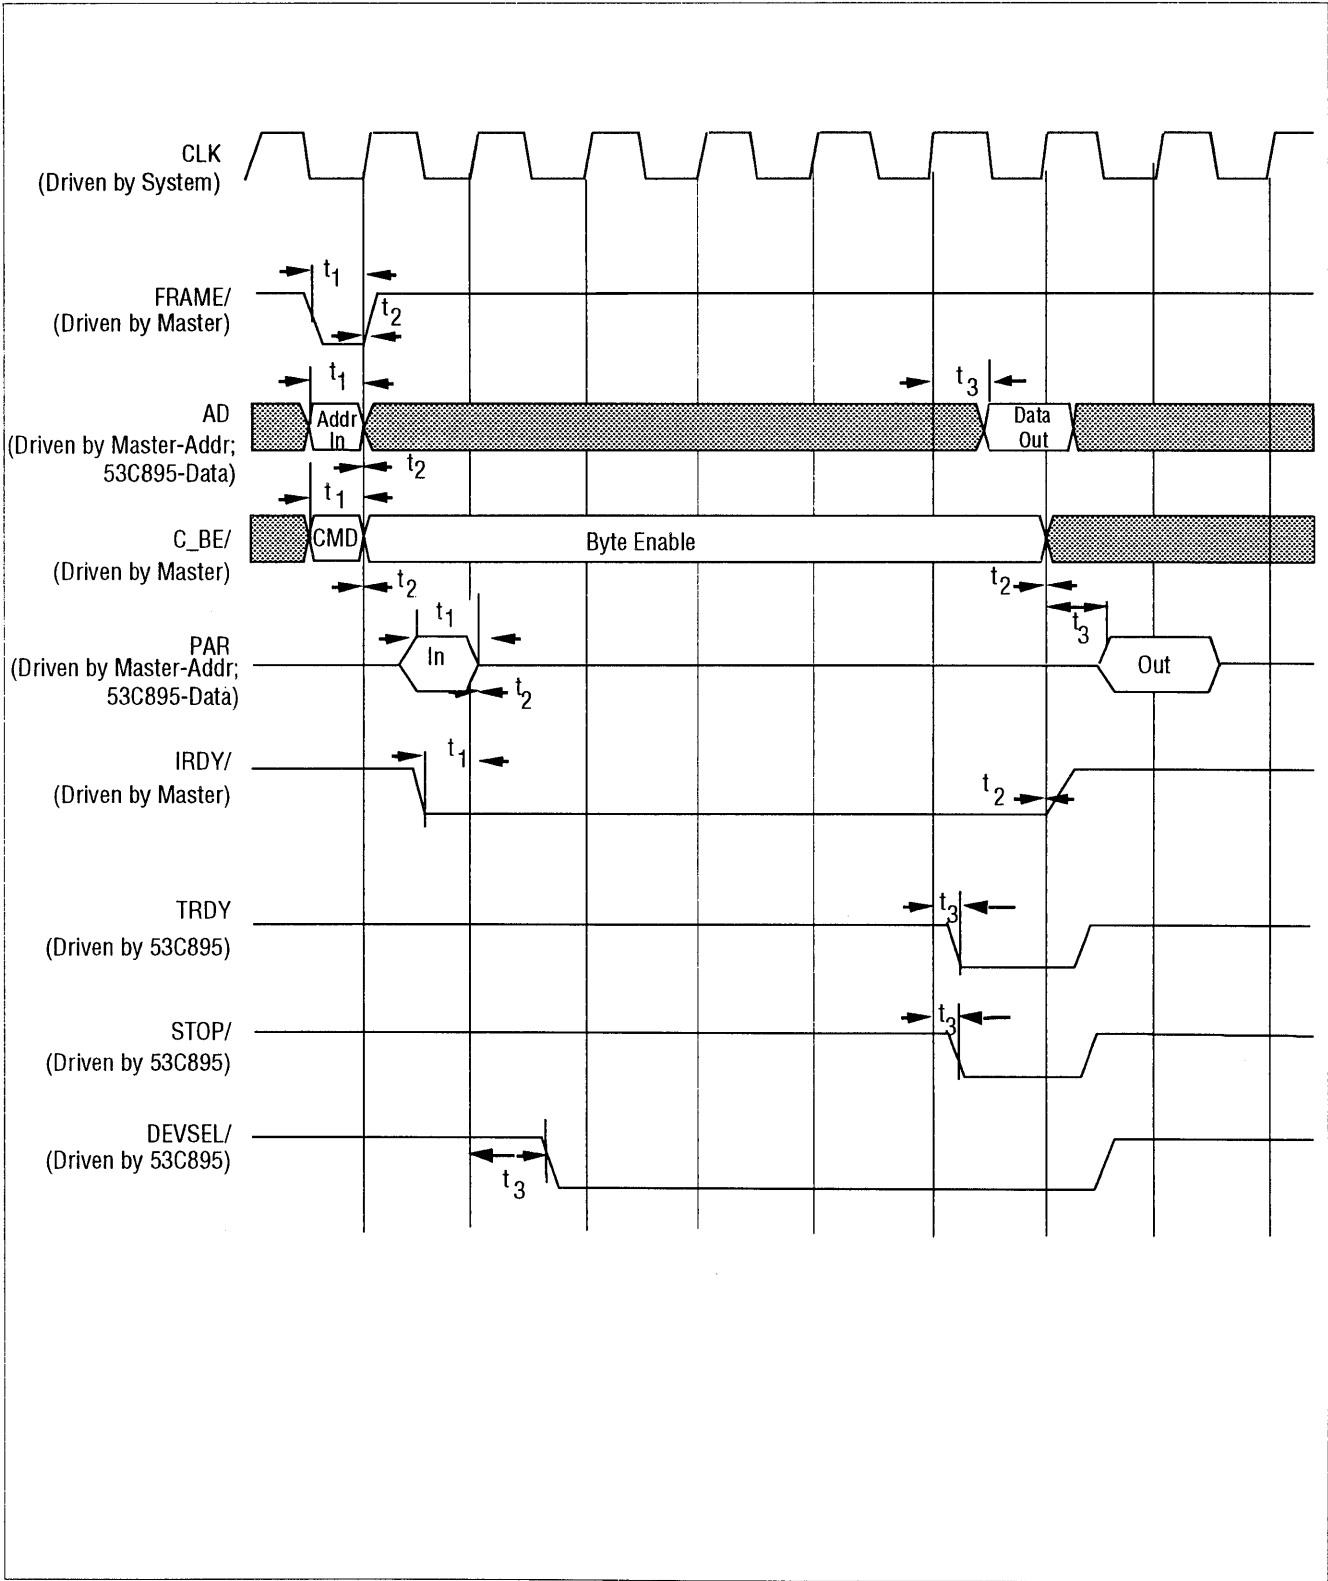 CLK
(Driven by System)
t1
FRAME/
(Driven by Master)
t2
t1
t3
AD
(Driven by Master-Addr;
53C895-Data)
Addr
In
Data
Out
t2
t1
C_BE/
(Driven by Master)
CMD
Byte Enable
t2
t2
t1
t3
PAR
(Driven by Master-Addr;
53C895-Data)
In
Out
t2
IRDY/
(Driven by Master)
t1
t2
TRDY
(Driven by 53C895)
t3
STOP/
(Driven by 53C895)
t3
DEVSEL/
(Driven by 53C895)
t3